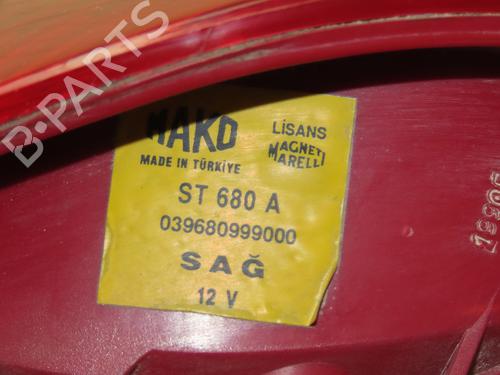 B-PARTS
MAKO
MADE IN TÜRKİYE
LİSANS
MAGNETI
MARELLI
ST 680 A
039680999000
SAĞ
12 V